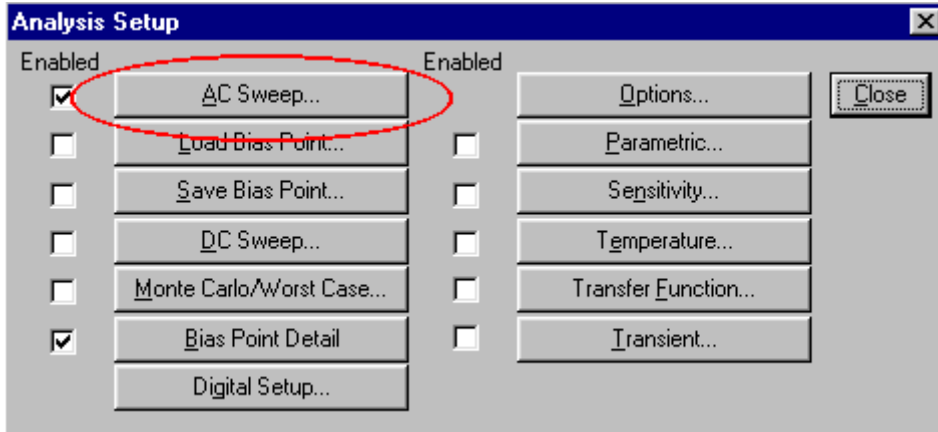 Analysis Setup
Enabled
AC Sweep...
Load Bias Point...
Save Bias Point...
DC Sweep...
Monte Carlo/Worst Case...
Bias Point Detail
Digital Setup...
Enabled
Options...
Parametric...
Sensitivity...
Temperature...
Transfer Function...
Transient...
Close